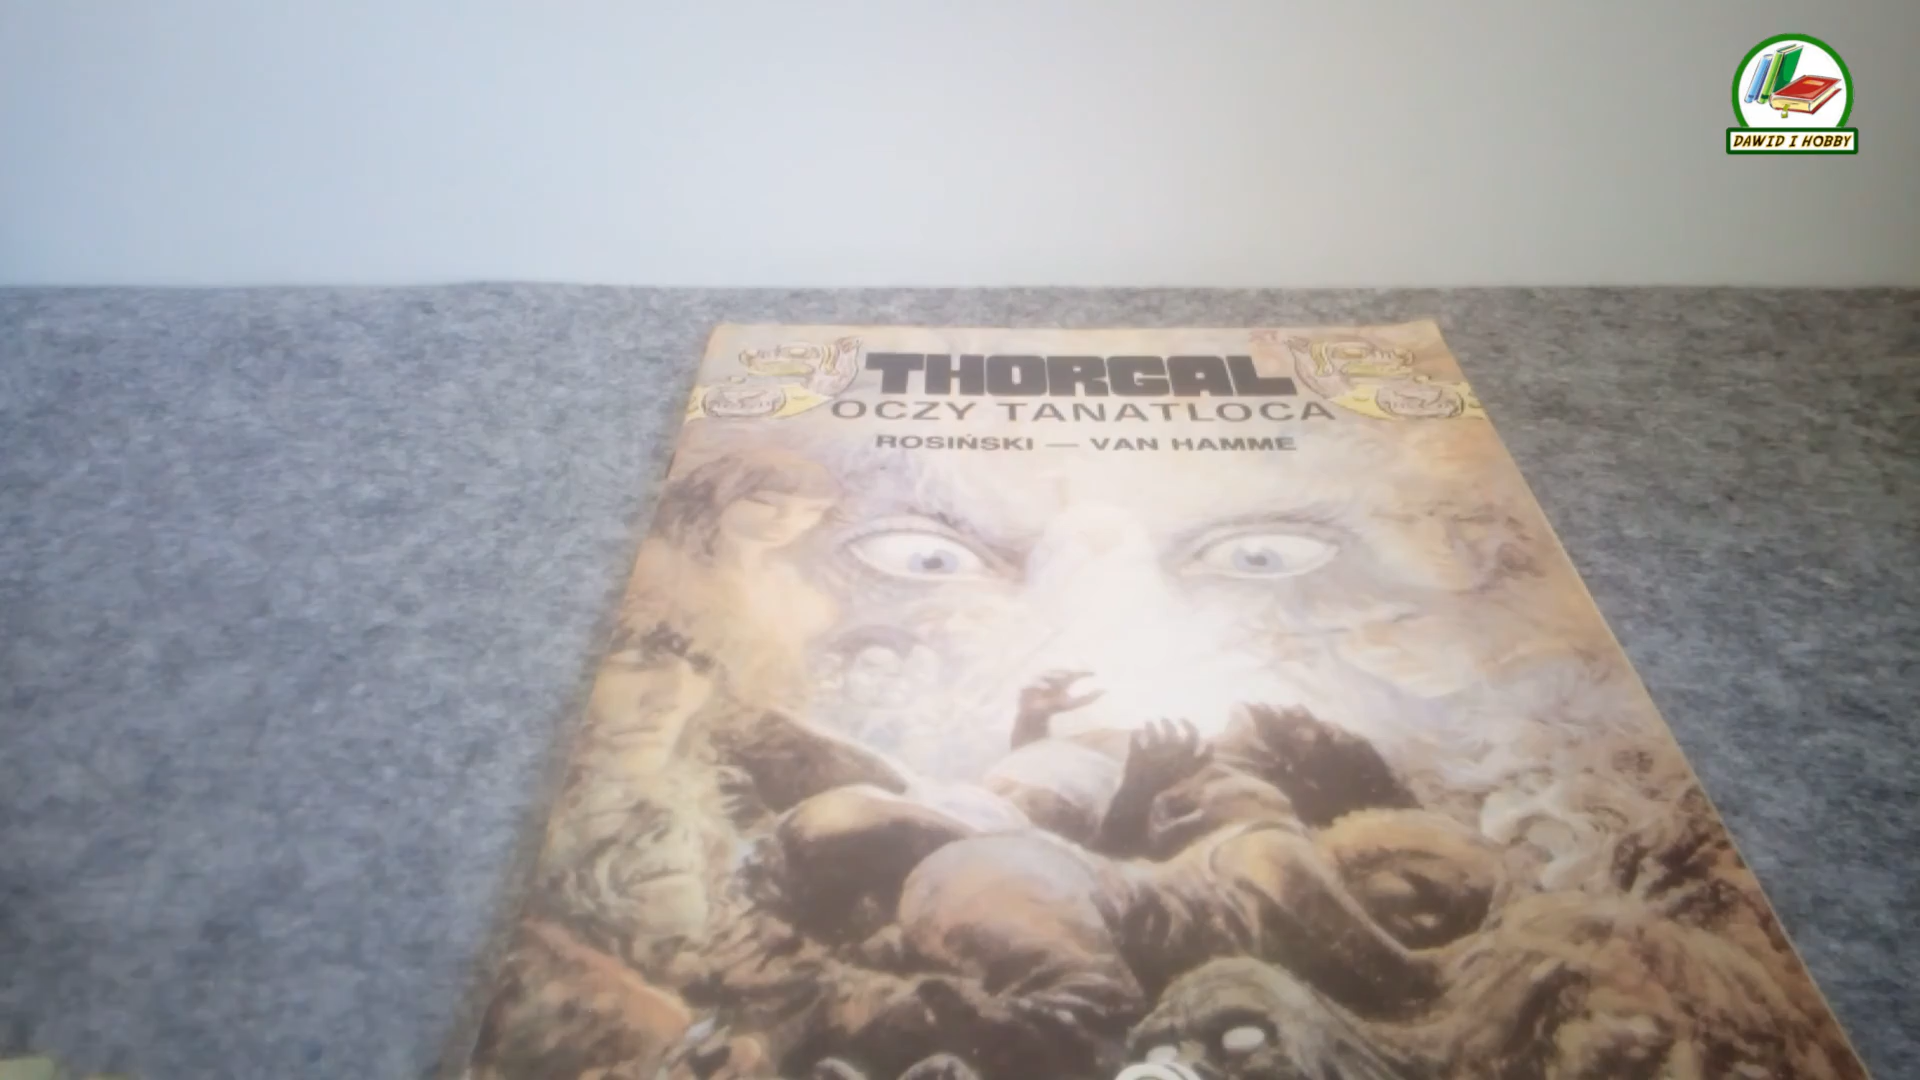 DAWID I HOBBY
THORGAL
OCZY TANATLOCA
ROSIŃSKI — VAN HAMME